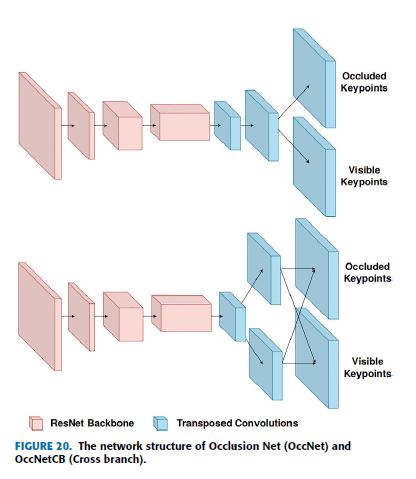 Occluded
Keypoints
Visible
Keypoints
Occluded
Keypoints
Visible
Keypoints
ResNet Backbone
Transposed Convolutions
FIGURE 20. The network structure of Occlusion Net (OccNet) and
OccNetCB (Cross branch).